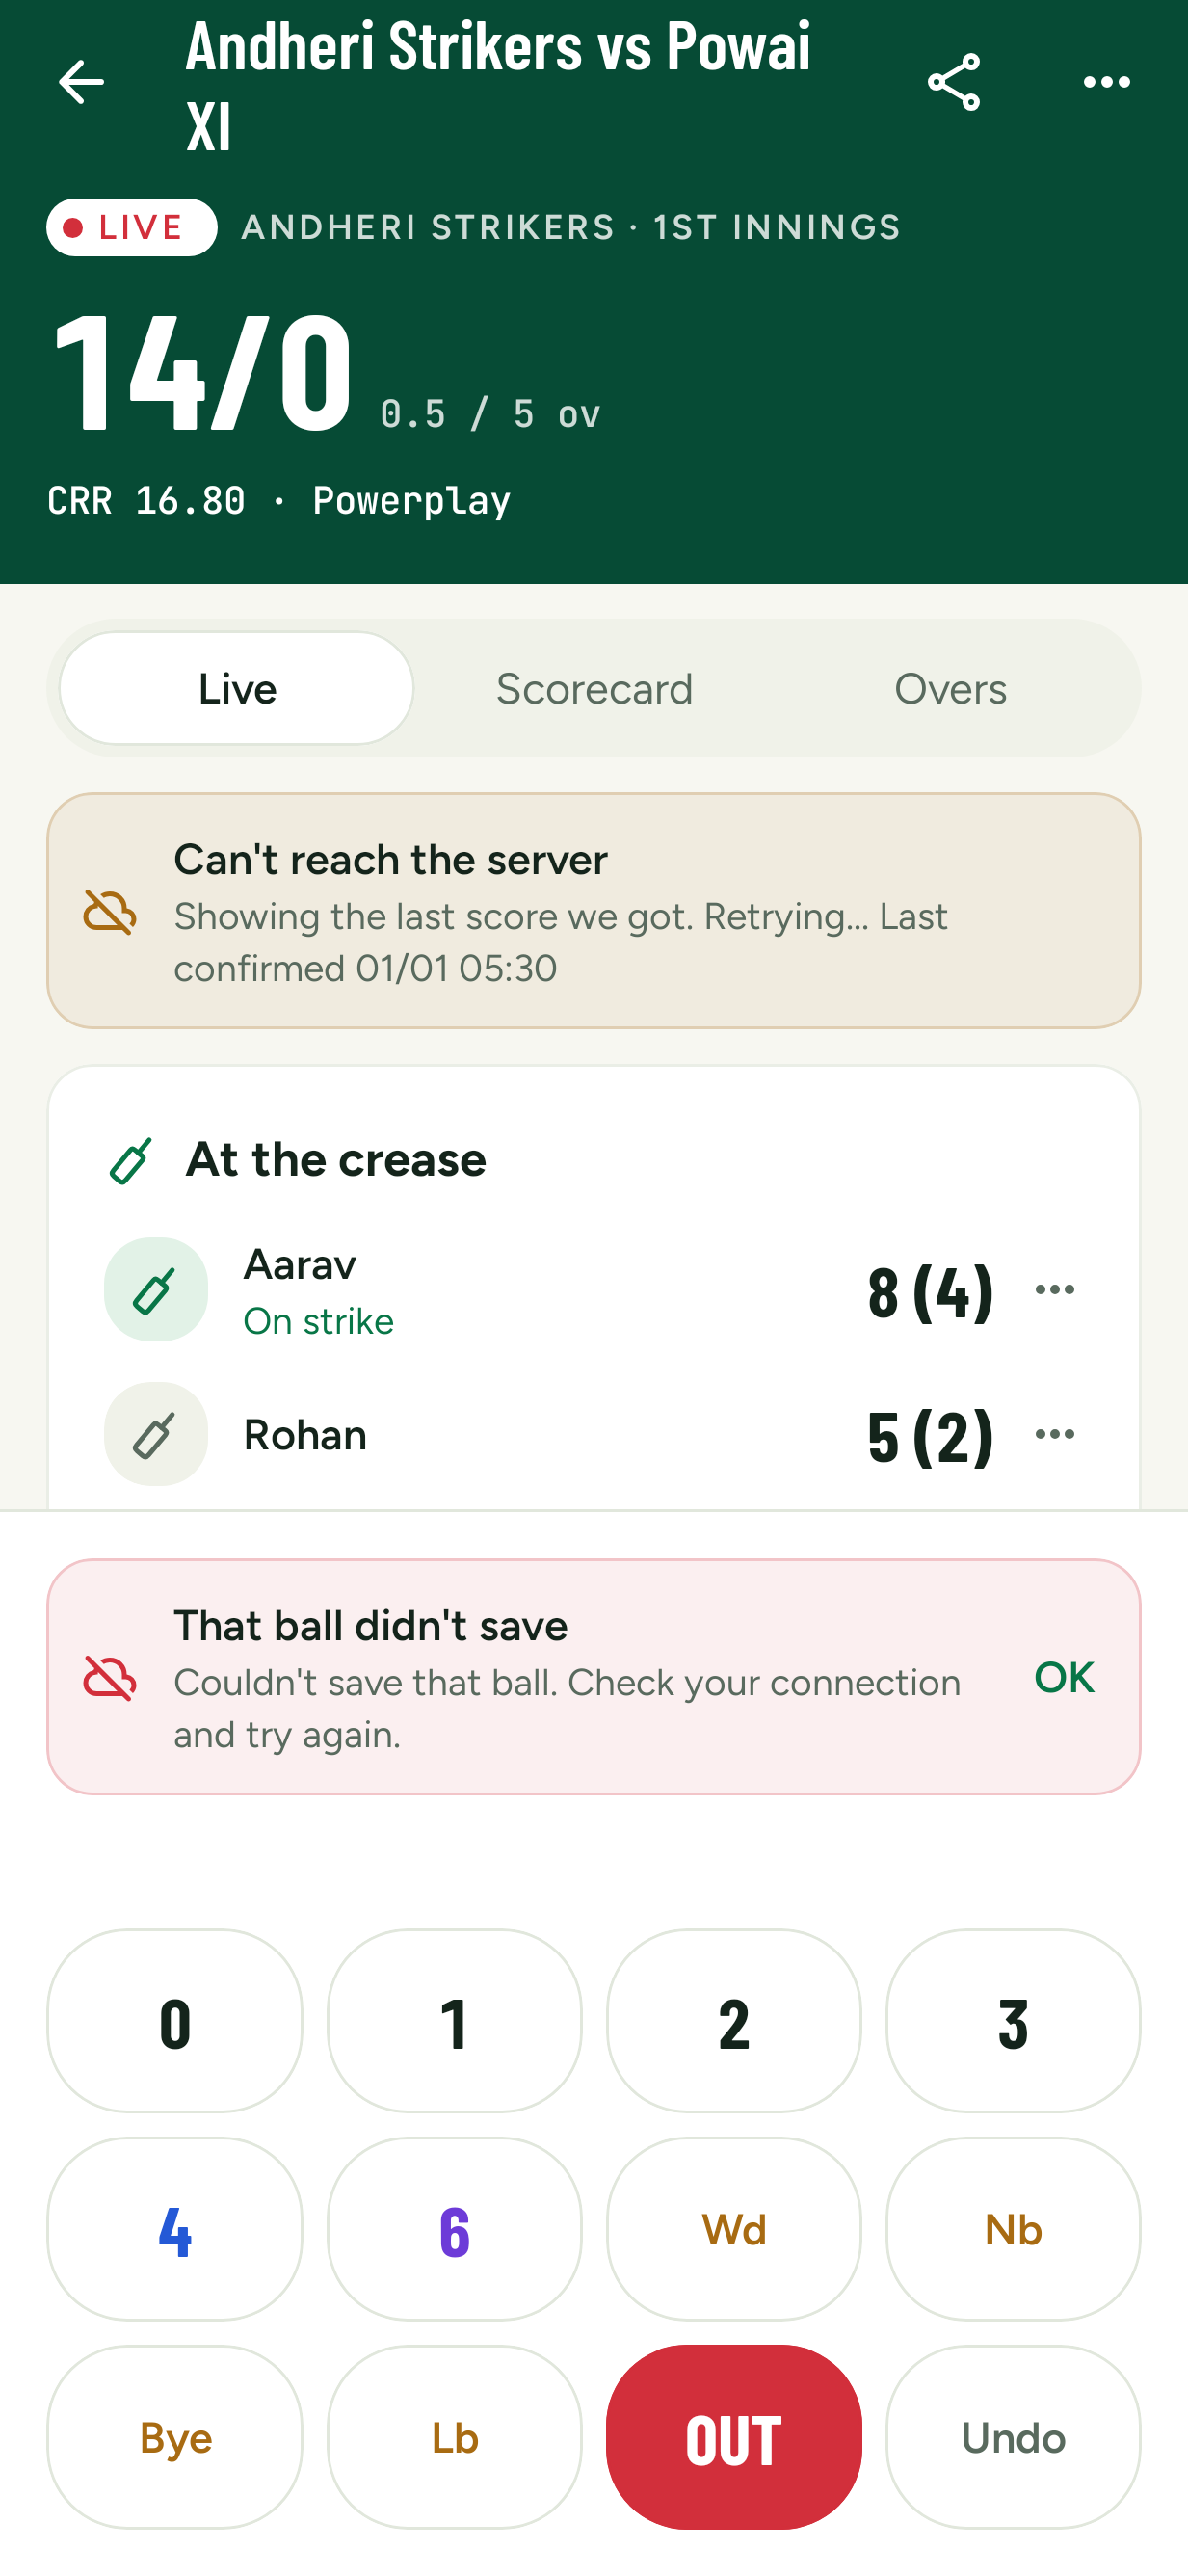 Andheri Strikers vs Powai
XI
LIVE ANDHERI STRIKERS · 1ST INNINGS
14/0 0.5 / 5 ov
CRR 16.80 · Powerplay
Live Scorecard Overs
Can't reach the server
Showing the last score we got. Retrying... Last
confirmed 01/01 05:30
At the crease
Aarav
On strike
8 (4)
Rohan
5 (2)
That ball didn't save
Couldn't save that ball. Check your connection
and try again.
OK
0 1 2 3
4 6 Wd Nb
Bye Lb OUT Undo